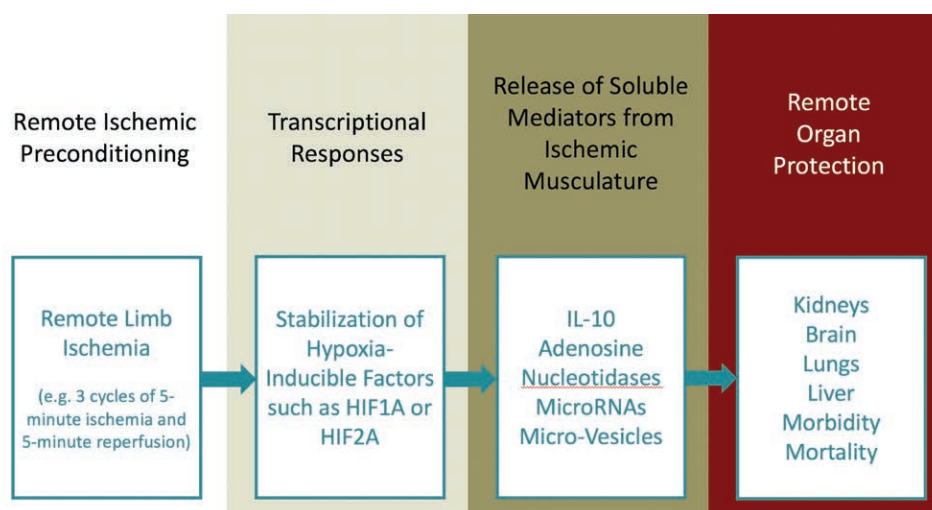 Remote Ischemic
Preconditioning
Transcriptional
Responses
Release of Soluble
Mediators from
Ischemic
Musculature
Remote
Organ
Protection
Remote Limb
Ischemia
(e.g. 3 cycles of 5-
minute ischemia and
5-minute reperfusion)
Stabilization of
Hypoxia-
Inducible Factors
such as HIF1A or
HIF2A
IL-10
Adenosine
Nucleotidases
MicroRNAs
Micro-Vesicles
Kidneys
Brain
Lungs
Liver
Morbidity
Mortality